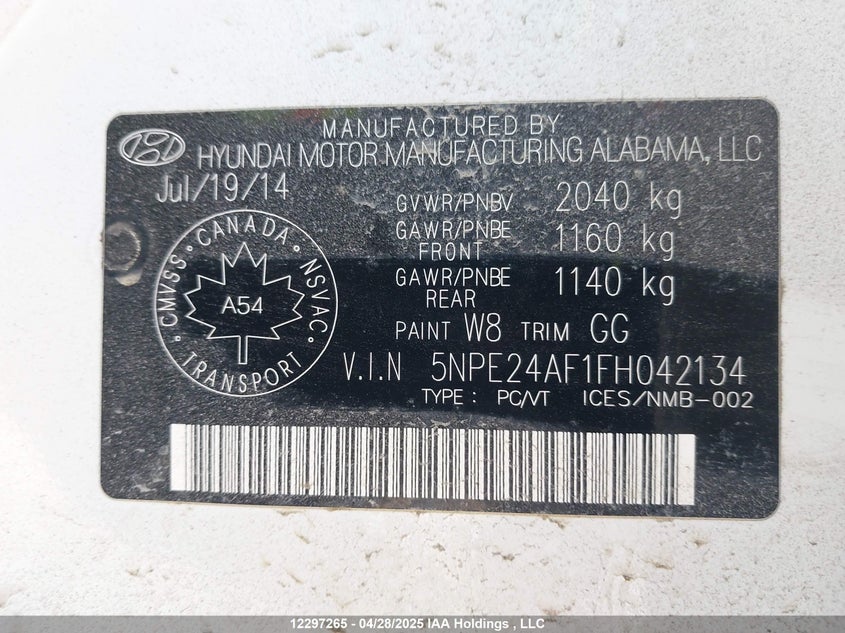 MANUFACTURED BY
HYUNDAI MOTOR MANUFACTURING ALABAMA, LLC
Jul/19/14
GVWR/PNBV 2040 kg
GAWR/PNBE FRONT 1160 kg
GAWR/PNBE REAR 1140 kg
CANADA
CMVSS
NSVAC
A54
TRANSPORT
PAINT W8 TRIM GG
V.I.N 5NPE24AF1FH042134
TYPE : PC/VT ICES/NMB-002
12297265 - 04/28/2025 IAA Holdings , LLC